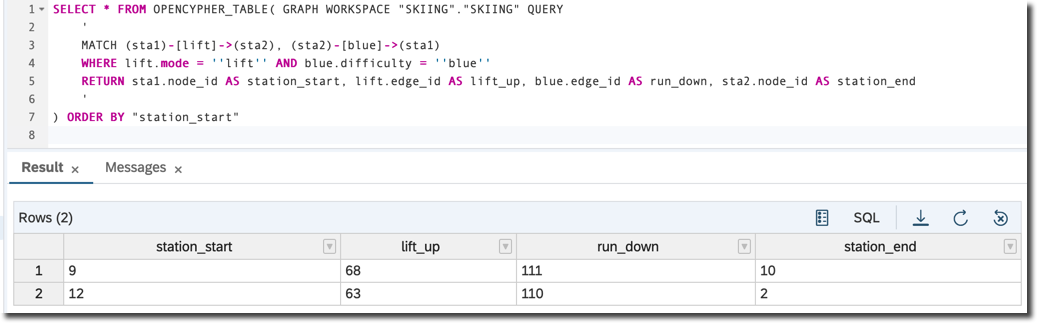 1 SELECT * FROM OPENCYPHER_TABLE( GRAPH WORKSPACE "SKIING"."SKIING" QUERY
2 '
3 MATCH (sta1)-[lift]->(sta2), (sta2)-[blue]->(sta1)
4 WHERE lift.mode = ''lift'' AND blue.difficulty = ''blue''
5 RETURN sta1.node_id AS station_start, lift.edge_id AS lift_up, blue.edge_id AS run_down, sta2.node_id AS station_end
6 '
7 ) ORDER BY "station_start"
8
Result × Messages ×
Rows (2) SQL
station_start lift_up run_down station_end
1 9 68 111 10
2 12 63 110 2